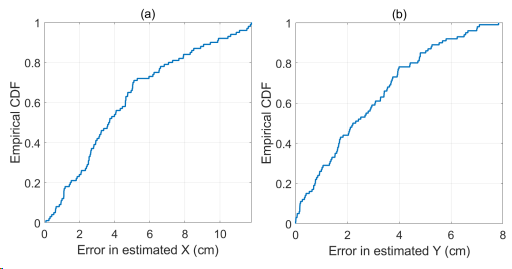 (a)
1
0.8
0.6
0.4
0.2
0
Empirical CDF
0 2 4 6 8 10
Error in estimated X (cm)
(b)
1
0.8
0.6
0.4
0.2
0
Empirical CDF
0 2 4 6 8
Error in estimated Y (cm)